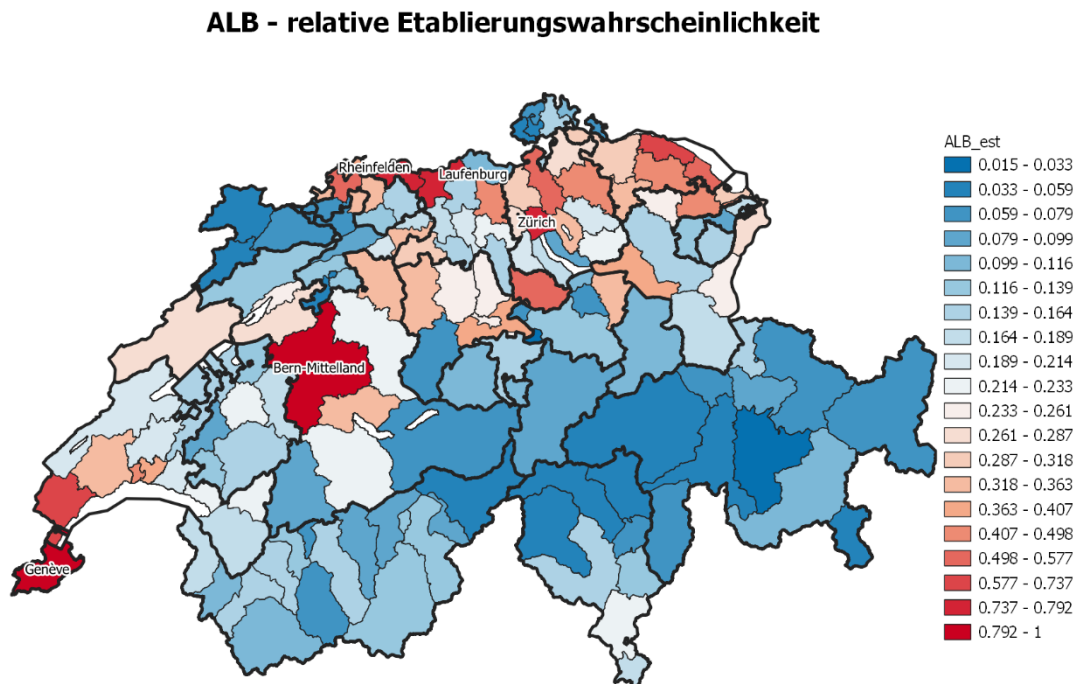 ALB - relative Etablierungswahrscheinlichkeit
Rheinfelden
Laufenburg
Zürich
Bern-Mittelland
Genève
ALB_est
0.015 - 0.033
0.033 - 0.059
0.059 - 0.079
0.079 - 0.099
0.099 - 0.116
0.116 - 0.139
0.139 - 0.164
0.164 - 0.189
0.189 - 0.214
0.214 - 0.233
0.233 - 0.261
0.261 - 0.287
0.287 - 0.318
0.318 - 0.363
0.363 - 0.407
0.407 - 0.498
0.498 - 0.577
0.577 - 0.737
0.737 - 0.792
0.792 - 1